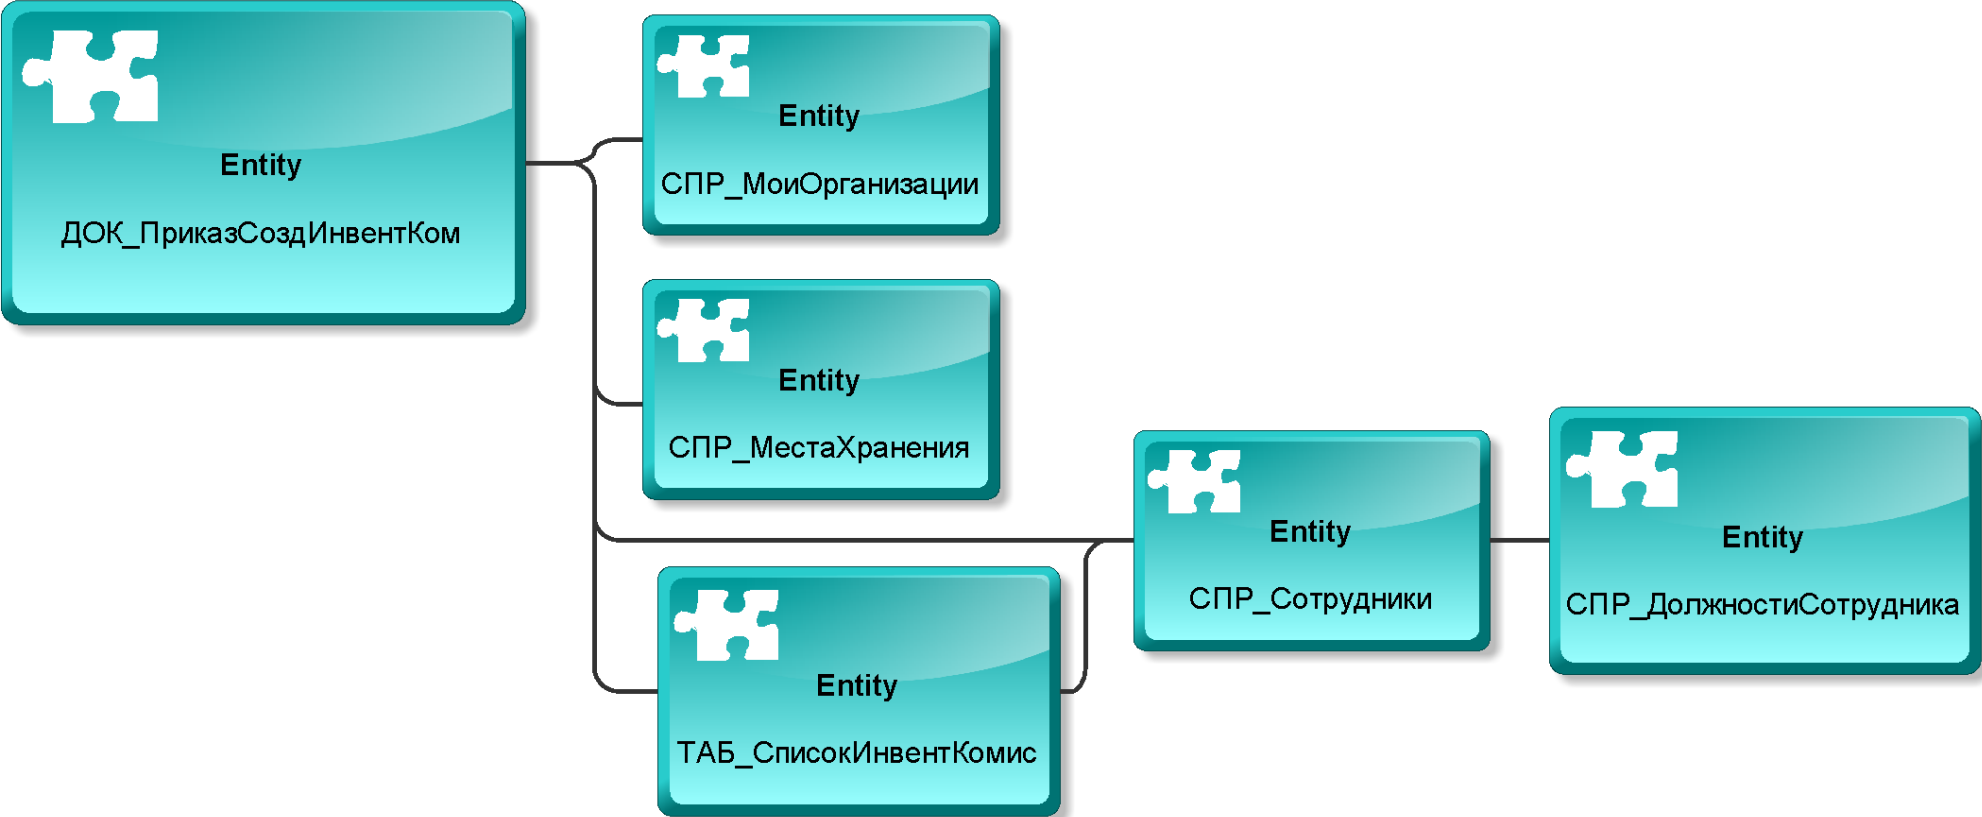 Entity
ДОК_ПриказСоздИнвентКом
Entity
СПР_МоиОрганизации
Entity
СПР_МестаХранения
Entity
СПР_Сотрудники
Entity
СПР_ДолжностиСотрудника
Entity
ТАБ_СписокИнвентКомис